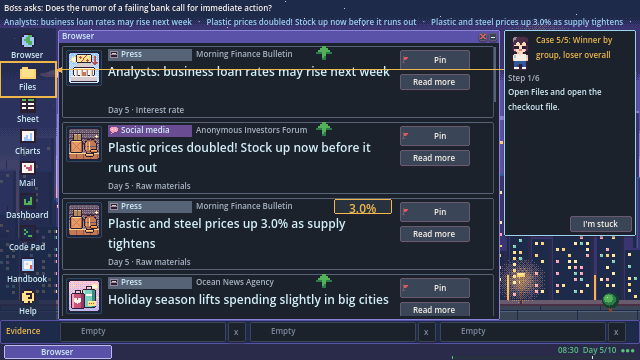 Boss asks: Does the rumor of a failing bank call for immediate action?
Analysts: business loan rates may rise next week · Plastic prices doubled! Stock up now before it runs out · Plastic and steel prices up 3.0% as supply tightens ·
Browser
Files
Sheet
Charts
Mail
Dashboard
Code Pad
Handbook
Help
Browser
Press Morning Finance Bulletin
Analysts: business loan rates may rise next week
Day 5 · Interest rate
Pin
Read more
Social media Anonymous Investors Forum
Plastic prices doubled! Stock up now before it
runs out
Day 5 · Raw materials
Pin
Read more
Press Morning Finance Bulletin
3.0%
Plastic and steel prices up 3.0% as supply
tightens
Day 5 · Raw materials
Pin
Read more
Press Ocean News Agency
Holiday season lifts spending slightly in big cities
Pin
Read more
Case 5/5: Winner by
group, loser overall
Step 1/6
Open Files and open the
checkout file.
I'm stuck
Evidence Empty x Empty x Empty x
Browser
08:30 Day 5/10